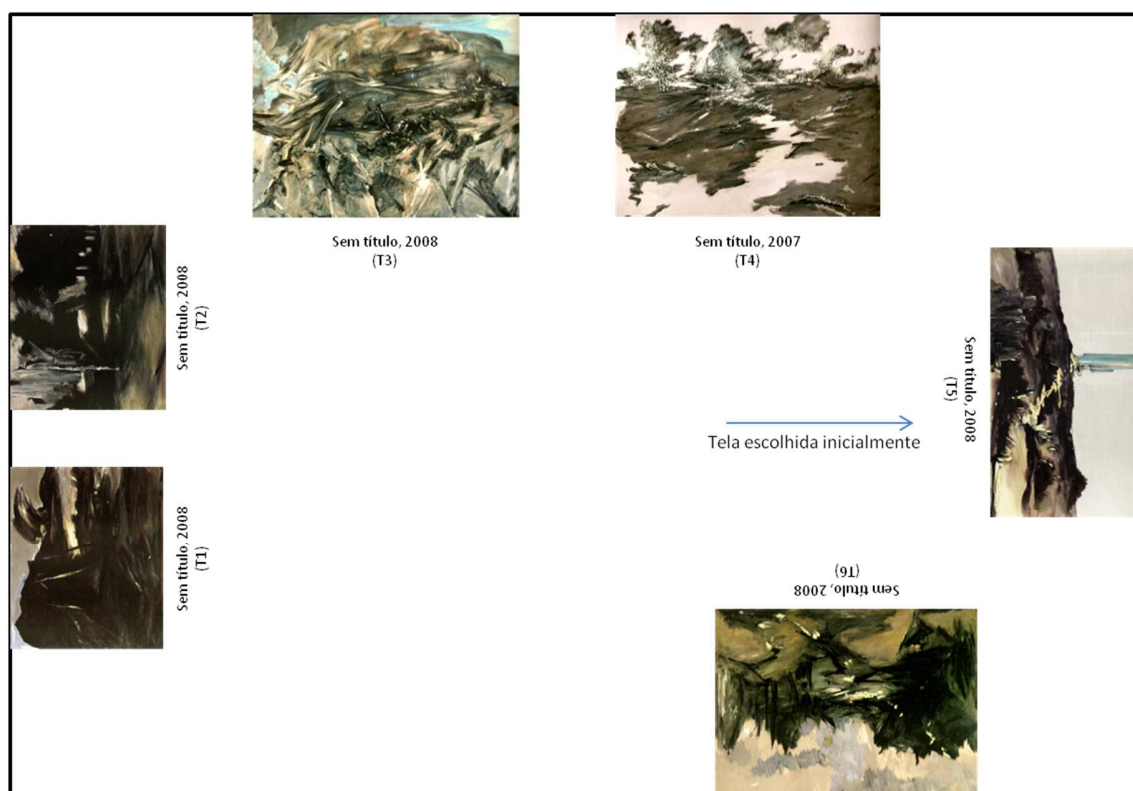 Sem título, 2008
(T3)
Sem título, 2007
(T4)
Sem título, 2008
(T2)
Sem título, 2008
(T5)
Tela escolhida inicialmente
Sem título, 2008
(T1)
Sem título, 2008
(T6)